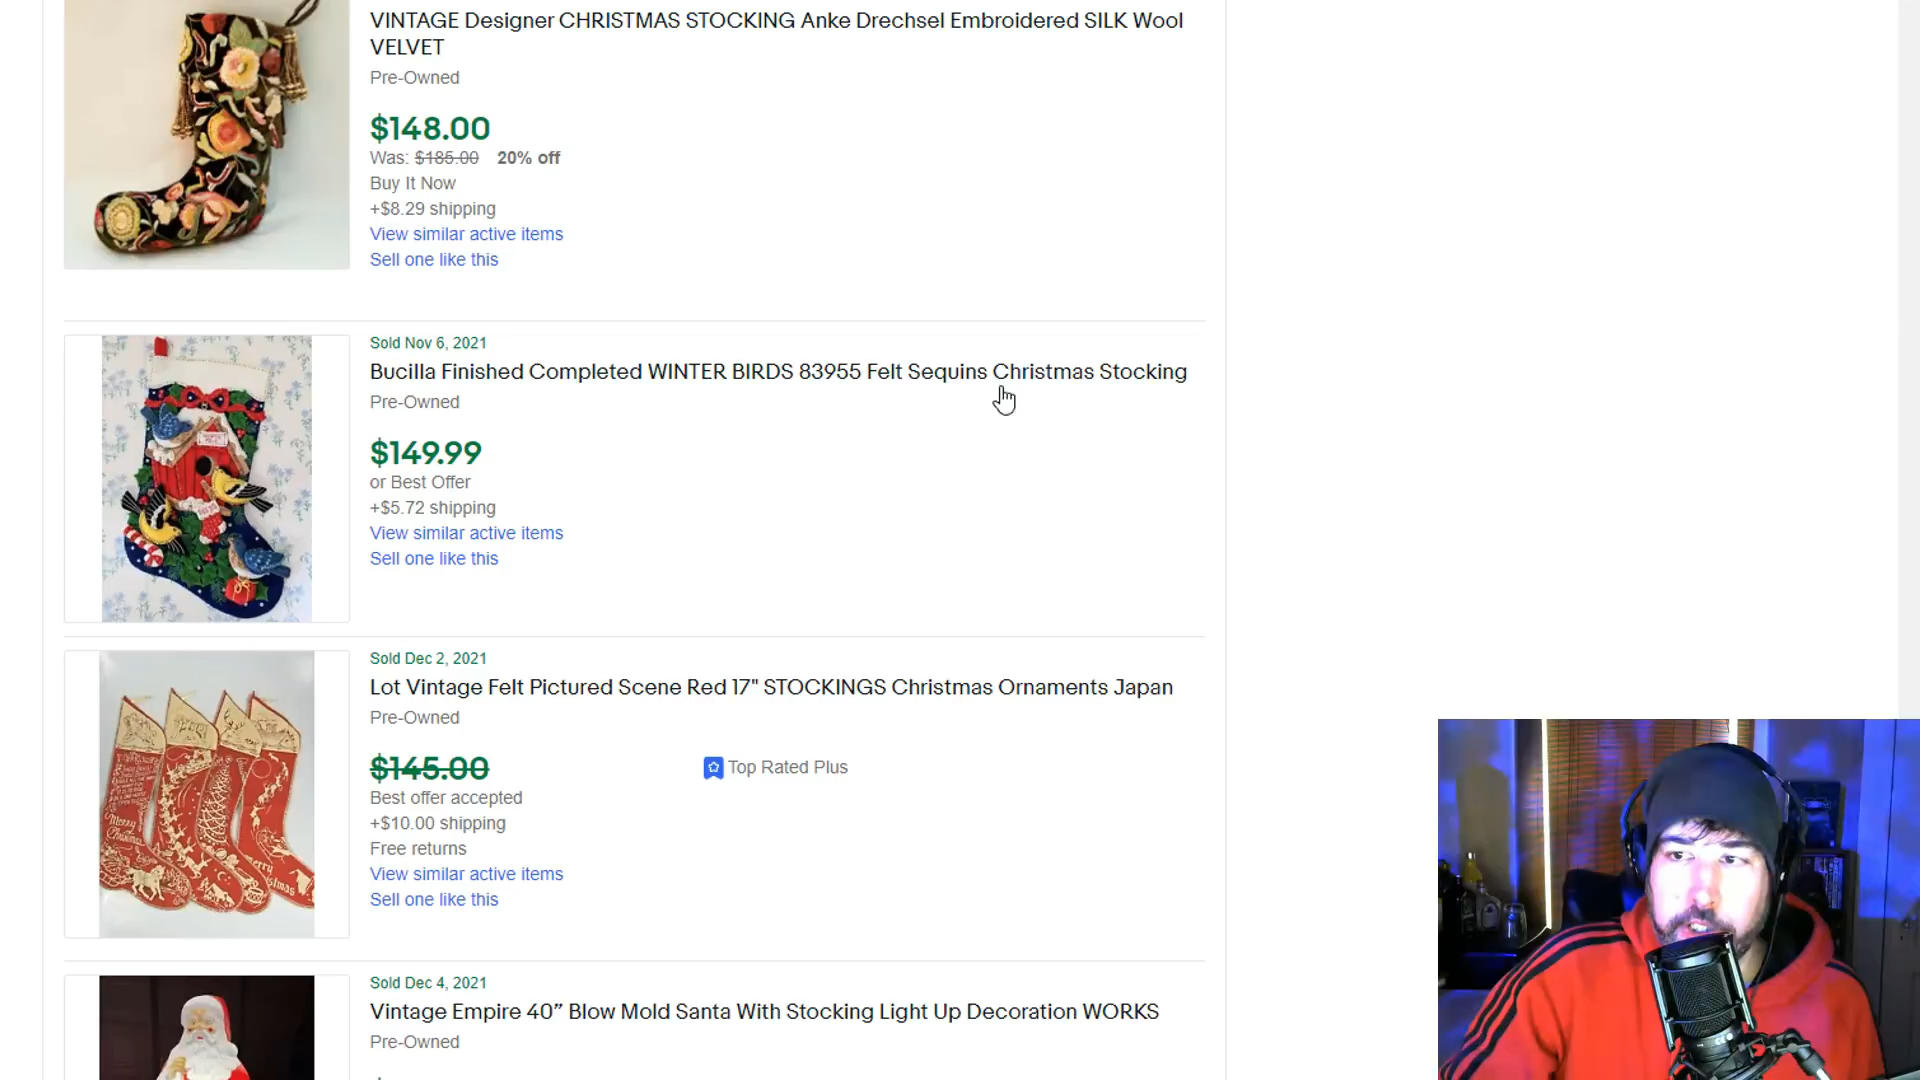 VINTAGE Designer CHRISTMAS STOCKING Anke Drechsel Embroidered SILK Wool
VELVET
Pre-Owned
$148.00
Was: $185.00 20% off
Buy It Now
+$8.29 shipping
View similar active items
Sell one like this
Sold Nov 6, 2021
Bucilla Finished Completed WINTER BIRDS 83955 Felt Sequins Christmas Stocking
Pre-Owned
$149.99
or Best Offer
+$5.72 shipping
View similar active items
Sell one like this
Sold Dec 2, 2021
Lot Vintage Felt Pictured Scene Red 17" STOCKINGS Christmas Ornaments Japan
Pre-Owned
$145.00
Top Rated Plus
Best offer accepted
+$10.00 shipping
Free returns
View similar active items
Sell one like this
Merry
Christmas
Sold Dec 4, 2021
Vintage Empire 40” Blow Mold Santa With Stocking Light Up Decoration WORKS
Pre-Owned